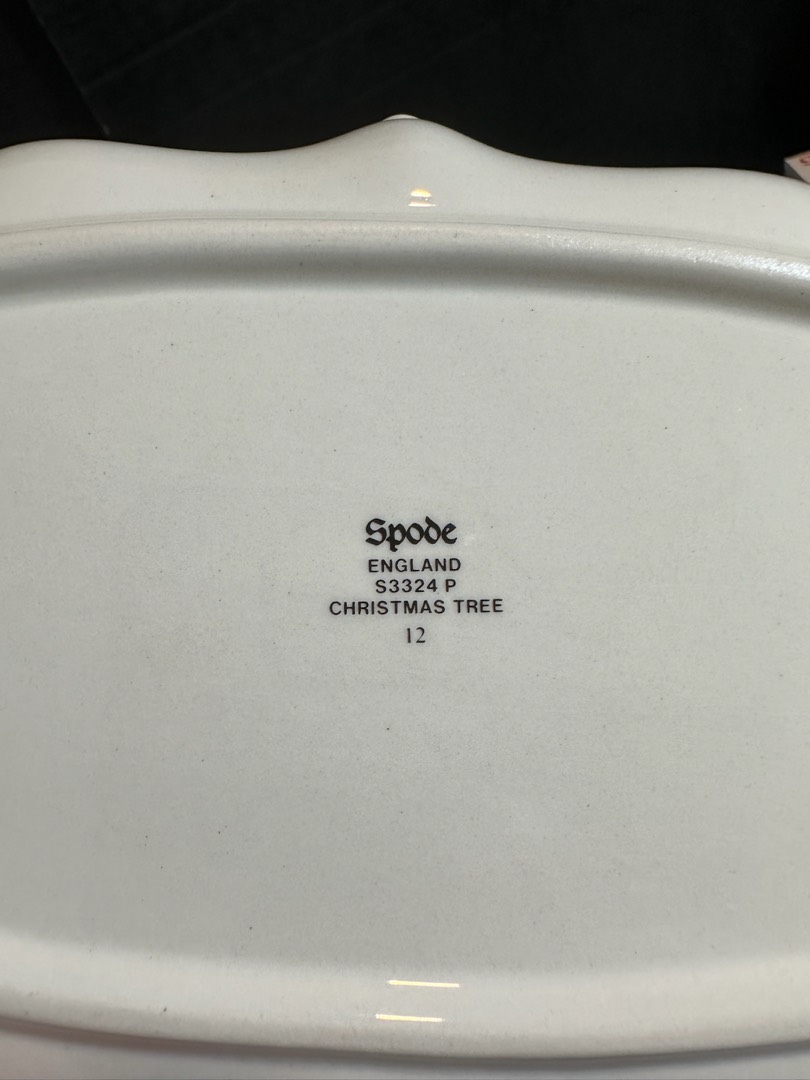 Spode
ENGLAND
S3324 P
CHRISTMAS TREE
12